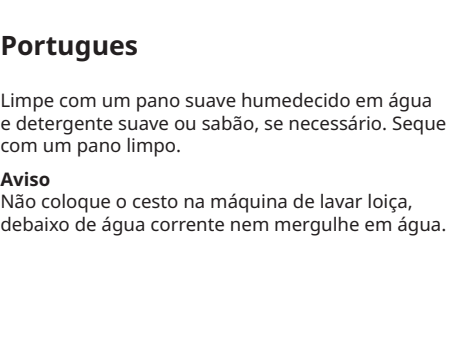 Portugues
Limpe com um pano suave humedecido em água
e detergente suave ou sabão, se necessário. Seque
com um pano limpo.
Aviso
Não coloque o cesto na máquina de lavar loiça,
debaixo de água corrente nem mergulhe em água.